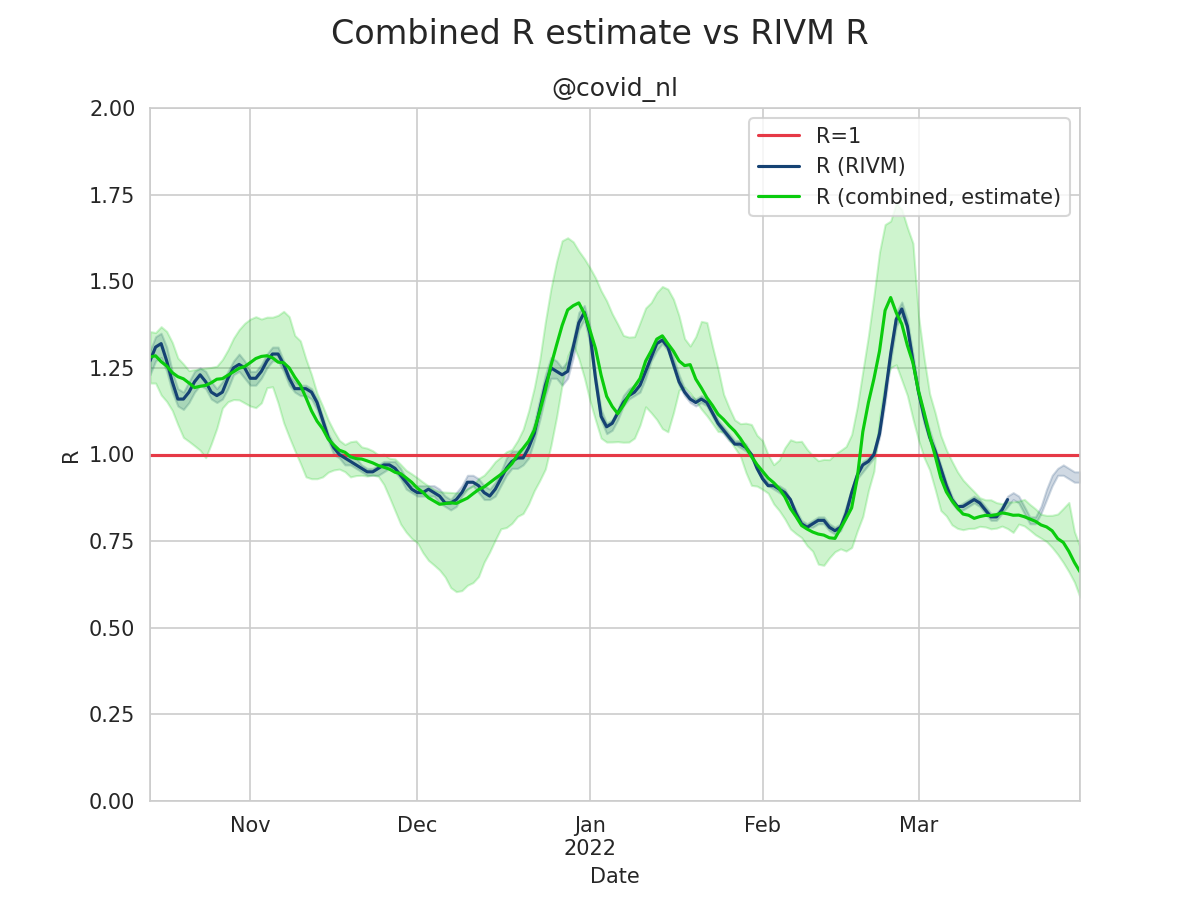 Combined R estimate vs RIVM R
@covid_nl
R=1
R (RIVM)
R (combined, estimate)
2.00
1.75
1.50
1.25
1.00
0.75
0.50
0.25
0.00
R
Nov
Dec
Jan
2022
Feb
Mar
Date